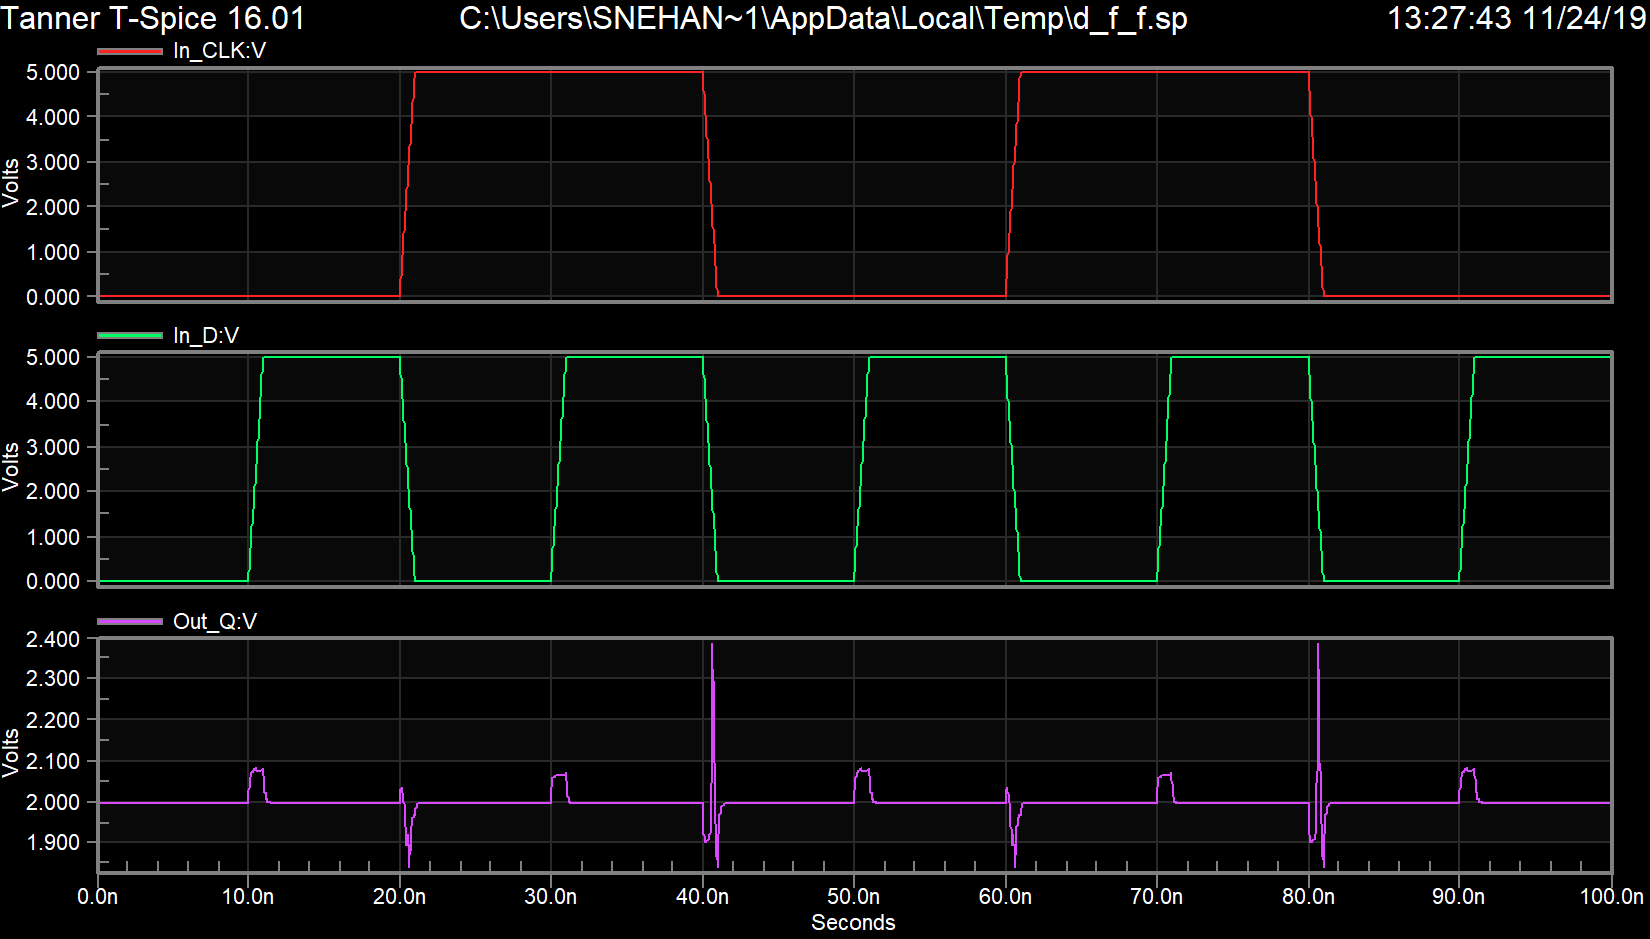 Tanner T-Spice 16.01 C:\Users\SNEHAN~1\AppData\Local\Temp\d_f_f.sp 13:27:43 11/24/19
In_CLK:V
5.000
4.000
3.000
2.000
1.000
0.000
Volts
In_D:V
5.000
4.000
3.000
2.000
1.000
0.000
Volts
Out_Q:V
2.400
2.300
2.200
2.100
2.000
1.900
Volts
0.0n 10.0n 20.0n 30.0n 40.0n 50.0n 60.0n 70.0n 80.0n 90.0n 100.0n
Seconds